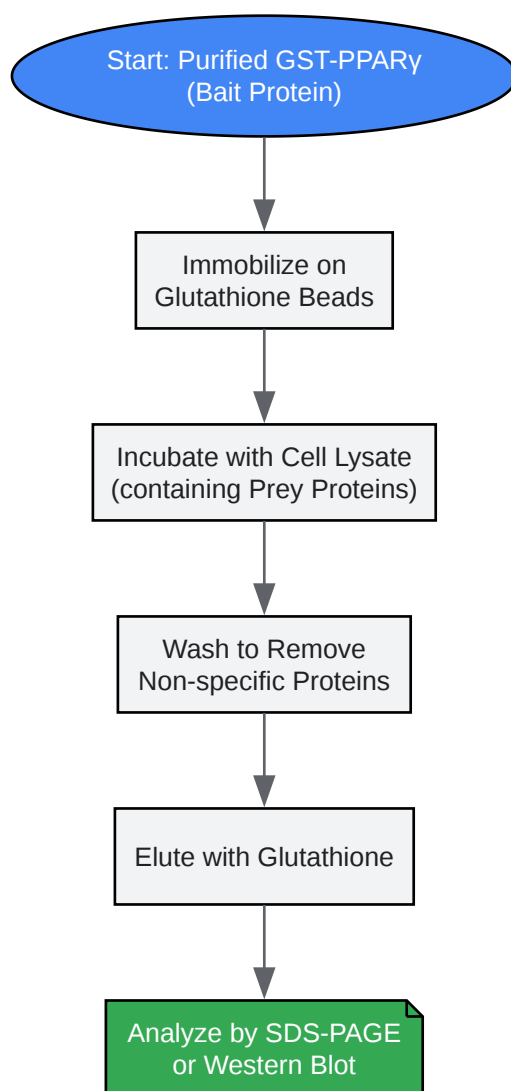 Start: Purified GST-PPARγ
(Bait Protein)
Immobilize on
Glutathione Beads
Incubate with Cell Lysate
(containing Prey Proteins)
Wash to Remove
Non-specific Proteins
Elute with Glutathione
Analyze by SDS-PAGE
or Western Blot